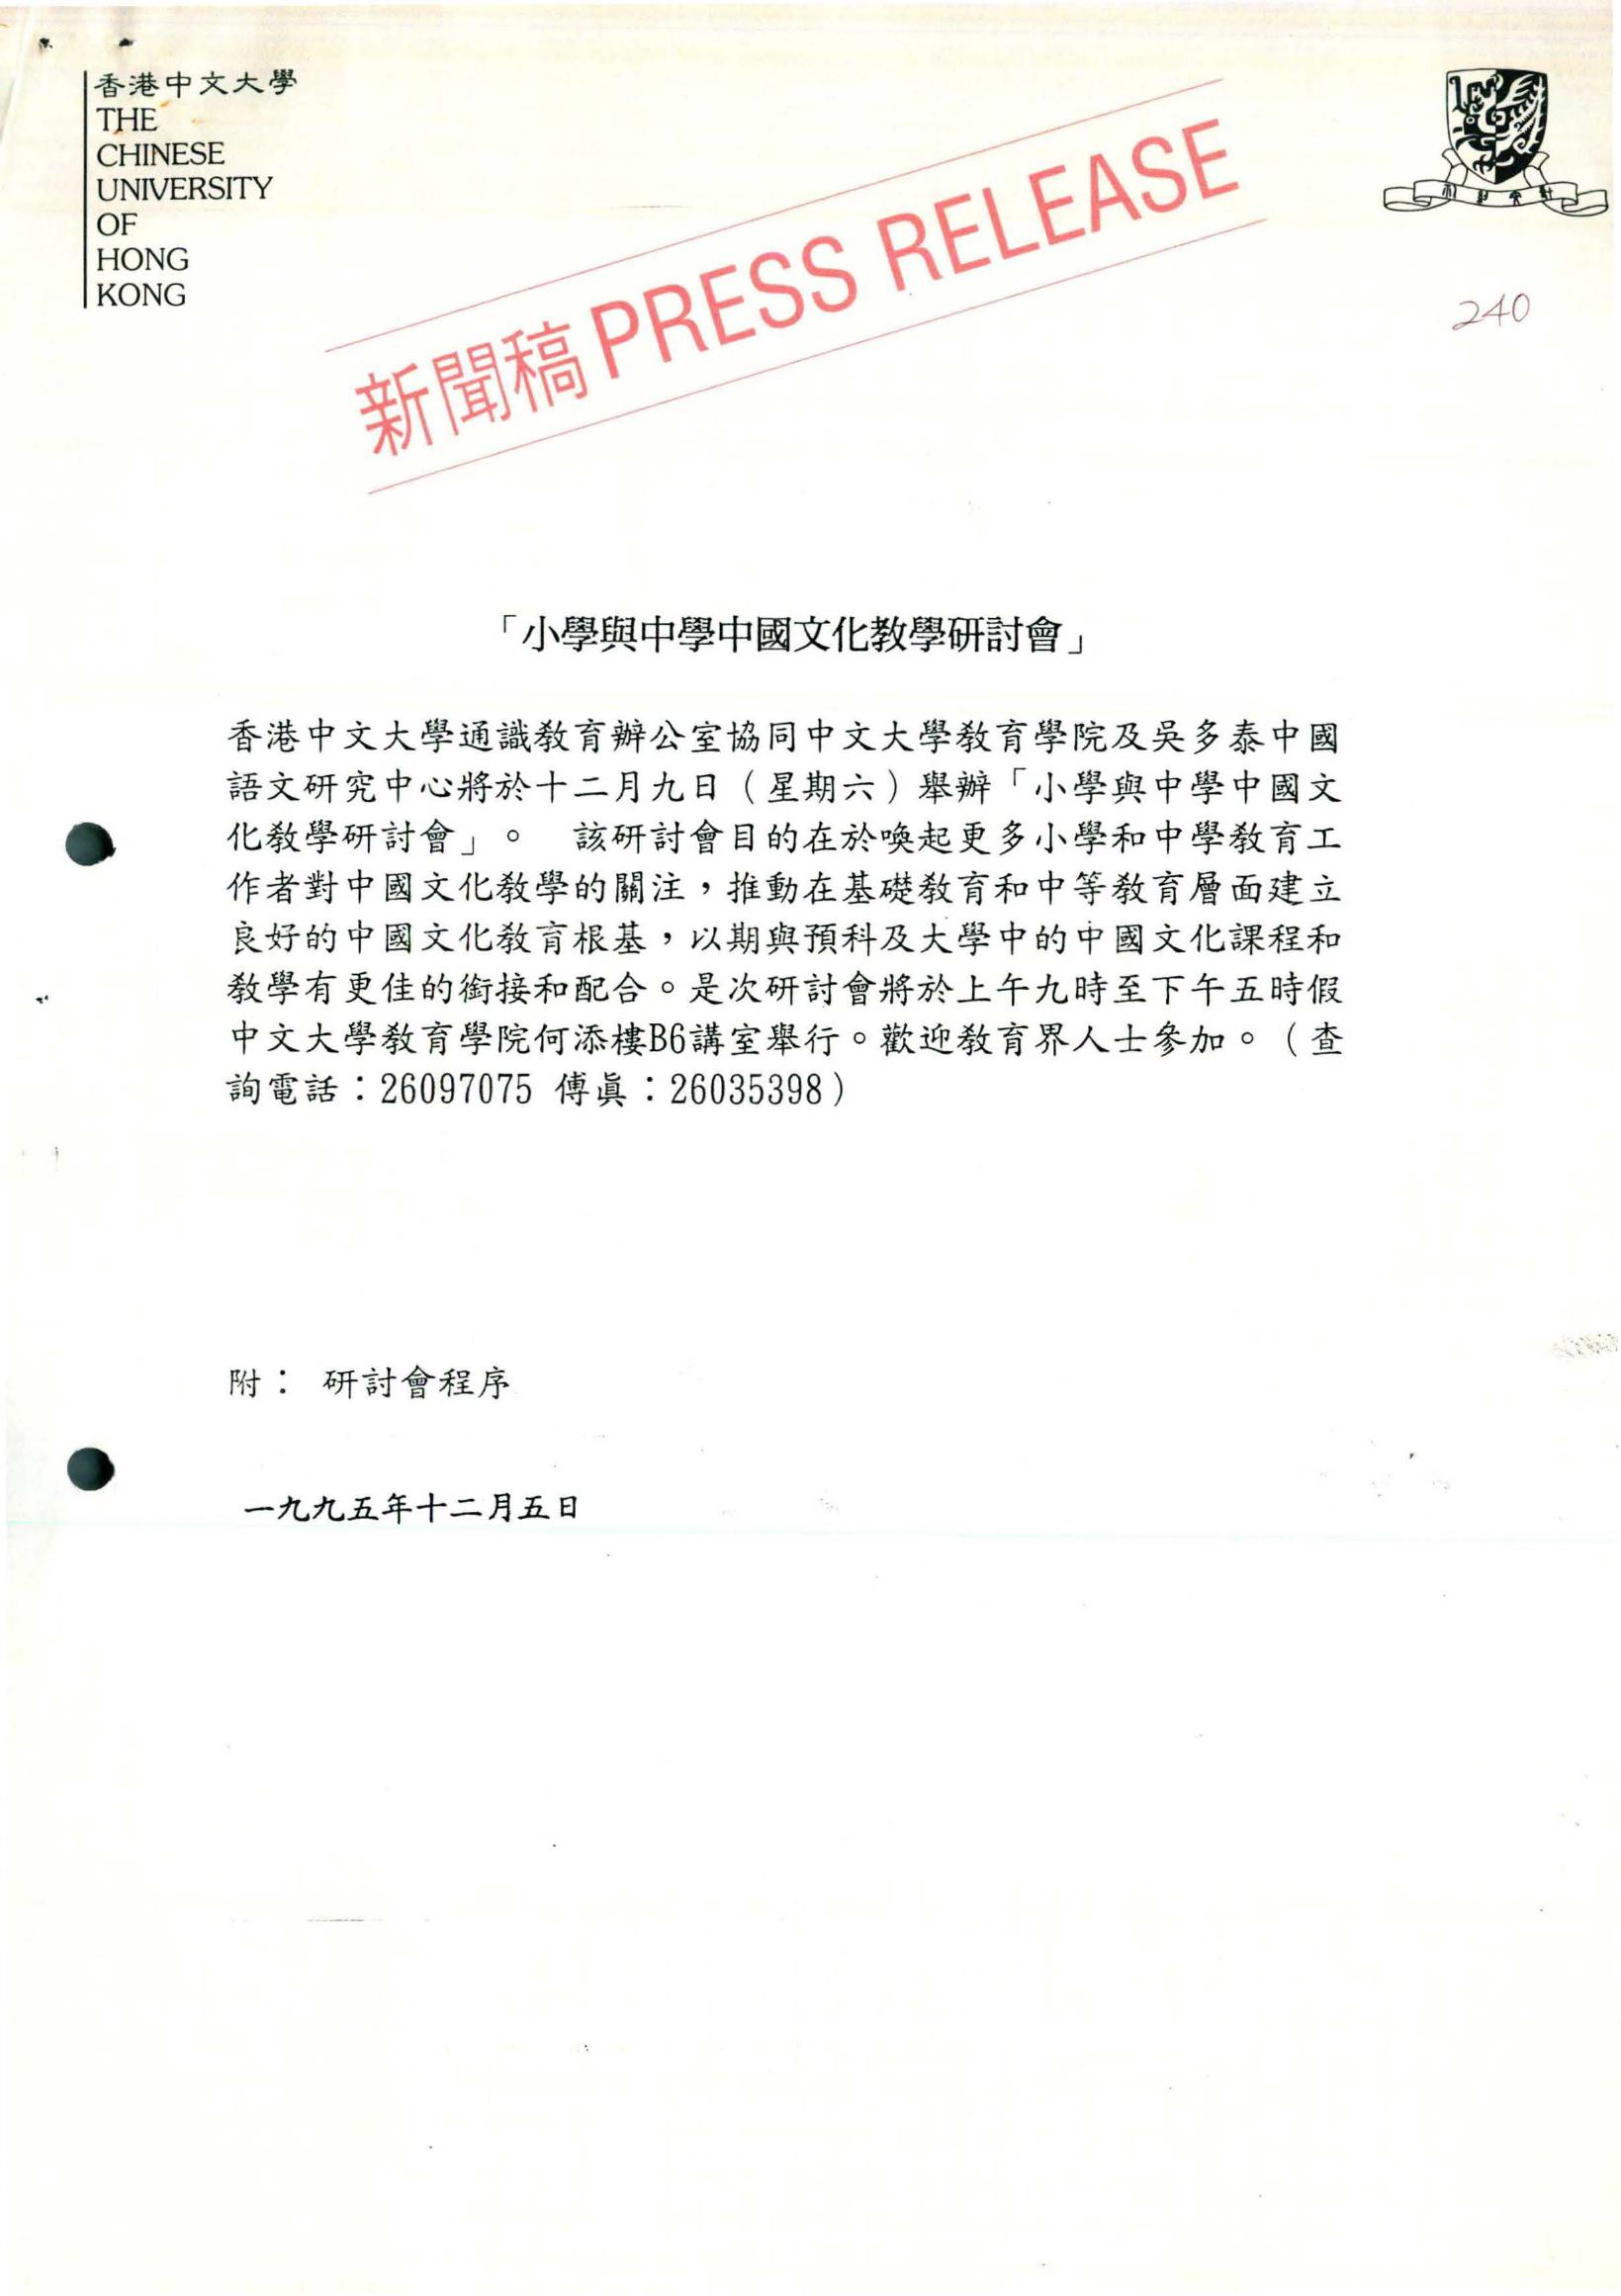 香港中文大學
THE
CHINESE
UNIVERSITY
OF
HONG
KONG
新聞稿 PRESS RELEASE
240
「小學與中學中國文化教學研討會」
香港中文大學通識教育辦公室協同中文大學教育學院及吳多泰中國
語文研究中心將於十二月九日（星期六）舉辦「小學與中學中國文
化教學研討會」。 該研討會目的在於喚起更多小學和中學教育工
作者對中國文化教學的關注，推動在基礎教育和中等教育層面建立
良好的中國文化教育根基，以期與預科及大學中的中國文化課程和
教學有更佳的銜接和配合。是次研討會將於上午九時至下午五時假
中文大學教育學院何添樓B6講室舉行。歡迎教育界人士參加。（查
詢電話：26097075 傅眞：26035398）
附： 研討會程序
一九九五年十二月五日